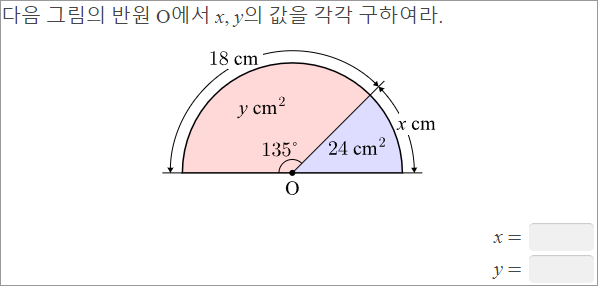 다음 그림의 반원 O에서 x, y의 값을 각각 구하여라.
18 cm
y cm²
x cm
135°
24 cm²
O
x =
y =